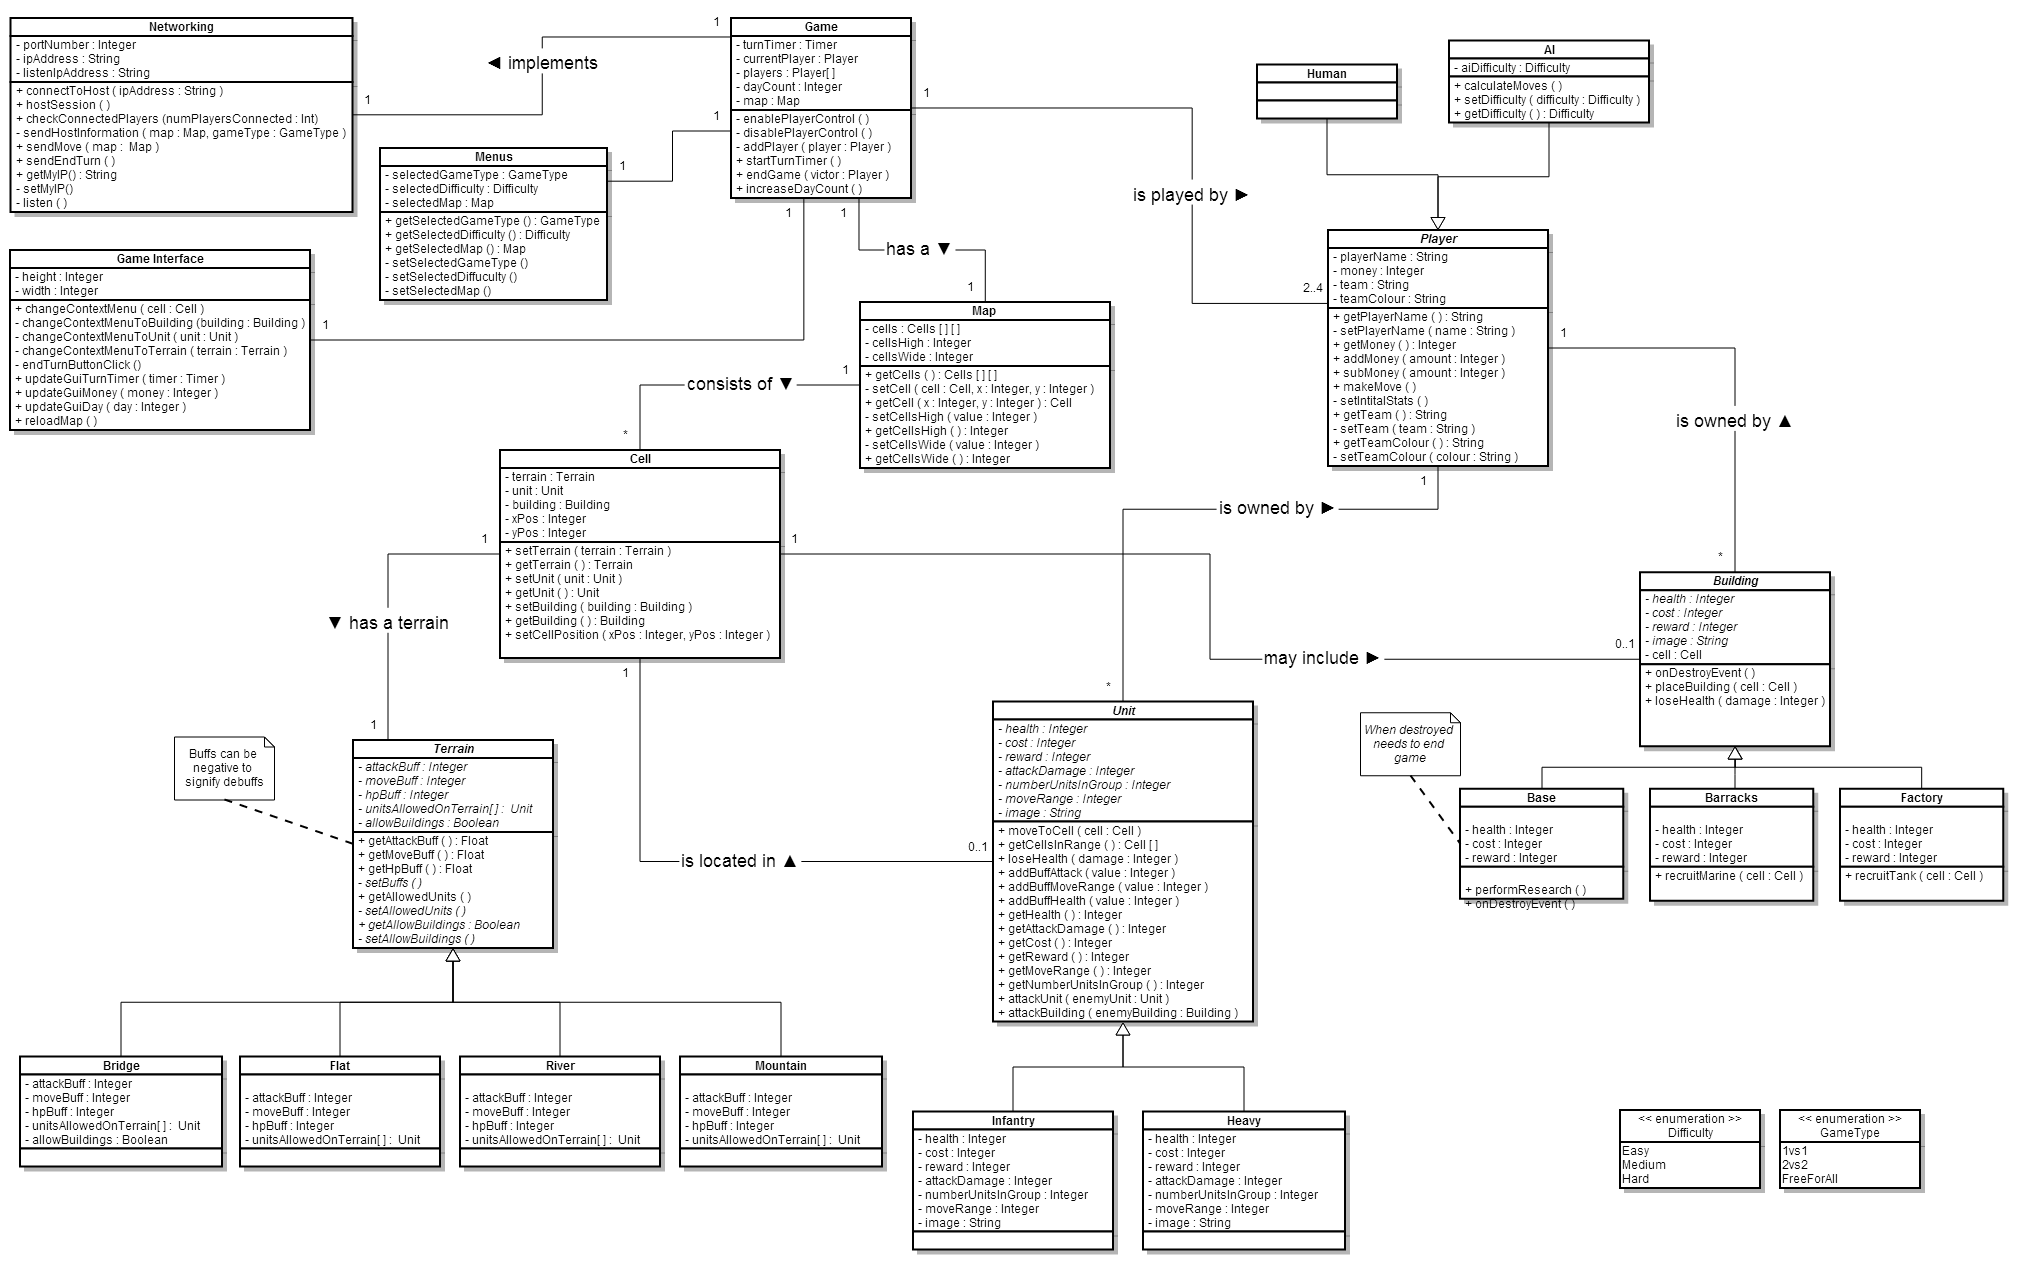 Networking
- portNumber : Integer
- ipAddress : String
- listenIpAddress : String
+ connectToHost ( ipAddress : String )
+ hostSession ( )
+ checkConnectedPlayers (numPlayersConnected : Int)
- sendHostInformation ( map : Map, gameType : GameType )
+ sendMove ( map :  Map )
+ sendEndTurn ( )
+ getMyIP() : String
- setMyIP()
- listen ( )
1
◄ implements
1
Game
- turnTimer : Timer
- currentPlayer : Player
- players : Player[ ]
- dayCount : Integer
- map : Map
- enablePlayerControl ( )
- disablePlayerControl ( )
- addPlayer ( player : Player )
+ startTurnTimer ( )
+ endGame ( victor : Player )
+ increaseDayCount ( )
1
1
Menus
- selectedGameType : GameType
- selectedDifficulty : Difficulty
- selectedMap : Map
+ getSelectedGameType () : GameType
+ getSelectedDifficulty () : Difficulty
+ getSelectedMap () : Map
- setSelectedGameType ()
- setSelectedDiffuculty ()
- setSelectedMap ()
Human
AI
- aiDifficulty : Difficulty
+ calculateMoves ( )
+ setDifficulty ( difficulty : Difficulty )
+ getDifficulty ( ) : Difficulty
1
is played by ►
2..4
Player
- playerName : String
- money : Integer
- team : String
- teamColour : String
+ getPlayerName ( ) : String
- setPlayerName ( name : String )
+ getMoney ( ) : Integer
+ addMoney ( amount : Integer )
+ subMoney ( amount : Integer )
+ makeMove ( )
- setIntitalStats ( )
+ getTeam ( ) : String
- setTeam ( team : String )
+ getTeamColour ( ) : String
- setTeamColour ( colour : String )
Game Interface
- height : Integer
- width : Integer
+ changeContextMenu ( cell : Cell )
- changeContextMenuToBuilding (building : Building )
- changeContextMenuToUnit ( unit : Unit )
- changeContextMenuToTerrain ( terrain : Terrain )
- endTurnButtonClick ()
+ updateGuiTurnTimer ( timer : Timer )
+ updateGuiMoney ( money : Integer )
+ updateGuiDay ( day : Integer )
+ reloadMap ( )
1
1
1
has a ▼
1
Map
- cells : Cells [ ] [ ]
- cellsHigh : Integer
- cellsWide : Integer
+ getCells ( ) : Cells [ ] [ ]
- setCell ( cell : Cell, x : Integer, y : Integer )
+ getCell ( x : Integer, y : Integer ) : Cell
- setCellsHigh ( value : Integer )
+ getCellsHigh ( ) : Integer
- setCellsWide ( value : Integer )
+ getCellsWide ( ) : Integer
1
consists of ▼
*
Cell
- terrain : Terrain
- unit : Unit
- building : Building
- xPos : Integer
- yPos : Integer
+ setTerrain ( terrain : Terrain )
+ getTerrain ( ) : Terrain
+ setUnit ( unit : Unit )
+ getUnit ( ) : Unit
+ setBuilding ( building : Building )
+ getBuilding ( ) : Building
+ setCellPosition ( xPos : Integer, yPos : Integer )
1
is owned by ▲
*
1
is owned by ►
*
1
▼ has a terrain
1
1
may include ►
0..1
1
is located in ▲
0..1
Building
- health : Integer
- cost : Integer
- reward : Integer
- image : String
- cell : Cell
+ onDestroyEvent ( )
+ placeBuilding ( cell : Cell )
+ loseHealth ( damage : Integer )
When destroyed
needs to end
game
Base
- health : Integer
- cost : Integer
- reward : Integer
+ performResearch ( )
+ onDestroyEvent ( )
Barracks
- health : Integer
- cost : Integer
- reward : Integer
+ recruitMarine ( cell : Cell )
Factory
- health : Integer
- cost : Integer
- reward : Integer
+ recruitTank ( cell : Cell )
Buffs can be
negative to
signify debuffs
Terrain
- attackBuff : Integer
- moveBuff : Integer
- hpBuff : Integer
- unitsAllowedOnTerrain[ ] :  Unit
- allowBuildings : Boolean
+ getAttackBuff ( ) : Float
+ getMoveBuff ( ) : Float
+ getHpBuff ( ) : Float
- setBuffs ( )
+ getAllowedUnits ( )
- setAllowedUnits ( )
+ getAllowBuildings : Boolean
- setAllowBuildings ( )
Unit
- health : Integer
- cost : Integer
- reward : Integer
- attackDamage : Integer
- numberUnitsInGroup : Integer
- moveRange : Integer
- image : String
+ moveToCell ( cell : Cell )
+ getCellsInRange ( ) : Cell [ ]
+ loseHealth ( damage : Integer )
+ addBuffAttack ( value : Integer )
+ addBuffMoveRange ( value : Integer )
+ addBuffHealth ( value : Integer )
+ getHealth ( ) : Integer
+ getAttackDamage ( ) : Integer
+ getCost ( ) : Integer
+ getReward ( ) : Integer
+ getMoveRange ( ) : Integer
+ getNumberUnitsInGroup ( ) : Integer
+ attackUnit ( enemyUnit : Unit )
+ attackBuilding ( enemyBuilding : Building )
Bridge
- attackBuff : Integer
- moveBuff : Integer
- hpBuff : Integer
- unitsAllowedOnTerrain[ ] :  Unit
- allowBuildings : Boolean
Flat
- attackBuff : Integer
- moveBuff : Integer
- hpBuff : Integer
- unitsAllowedOnTerrain[ ] :  Unit
River
- attackBuff : Integer
- moveBuff : Integer
- hpBuff : Integer
- unitsAllowedOnTerrain[ ] :  Unit
Mountain
- attackBuff : Integer
- moveBuff : Integer
- hpBuff : Integer
- unitsAllowedOnTerrain[ ] :  Unit
Infantry
- health : Integer
- cost : Integer
- reward : Integer
- attackDamage : Integer
- numberUnitsInGroup : Integer
- moveRange : Integer
- image : String
Heavy
- health : Integer
- cost : Integer
- reward : Integer
- attackDamage : Integer
- numberUnitsInGroup : Integer
- moveRange : Integer
- image : String
<< enumeration >>
Difficulty
Easy
Medium
Hard
<< enumeration >>
GameType
1vs1
2vs2
FreeForAll